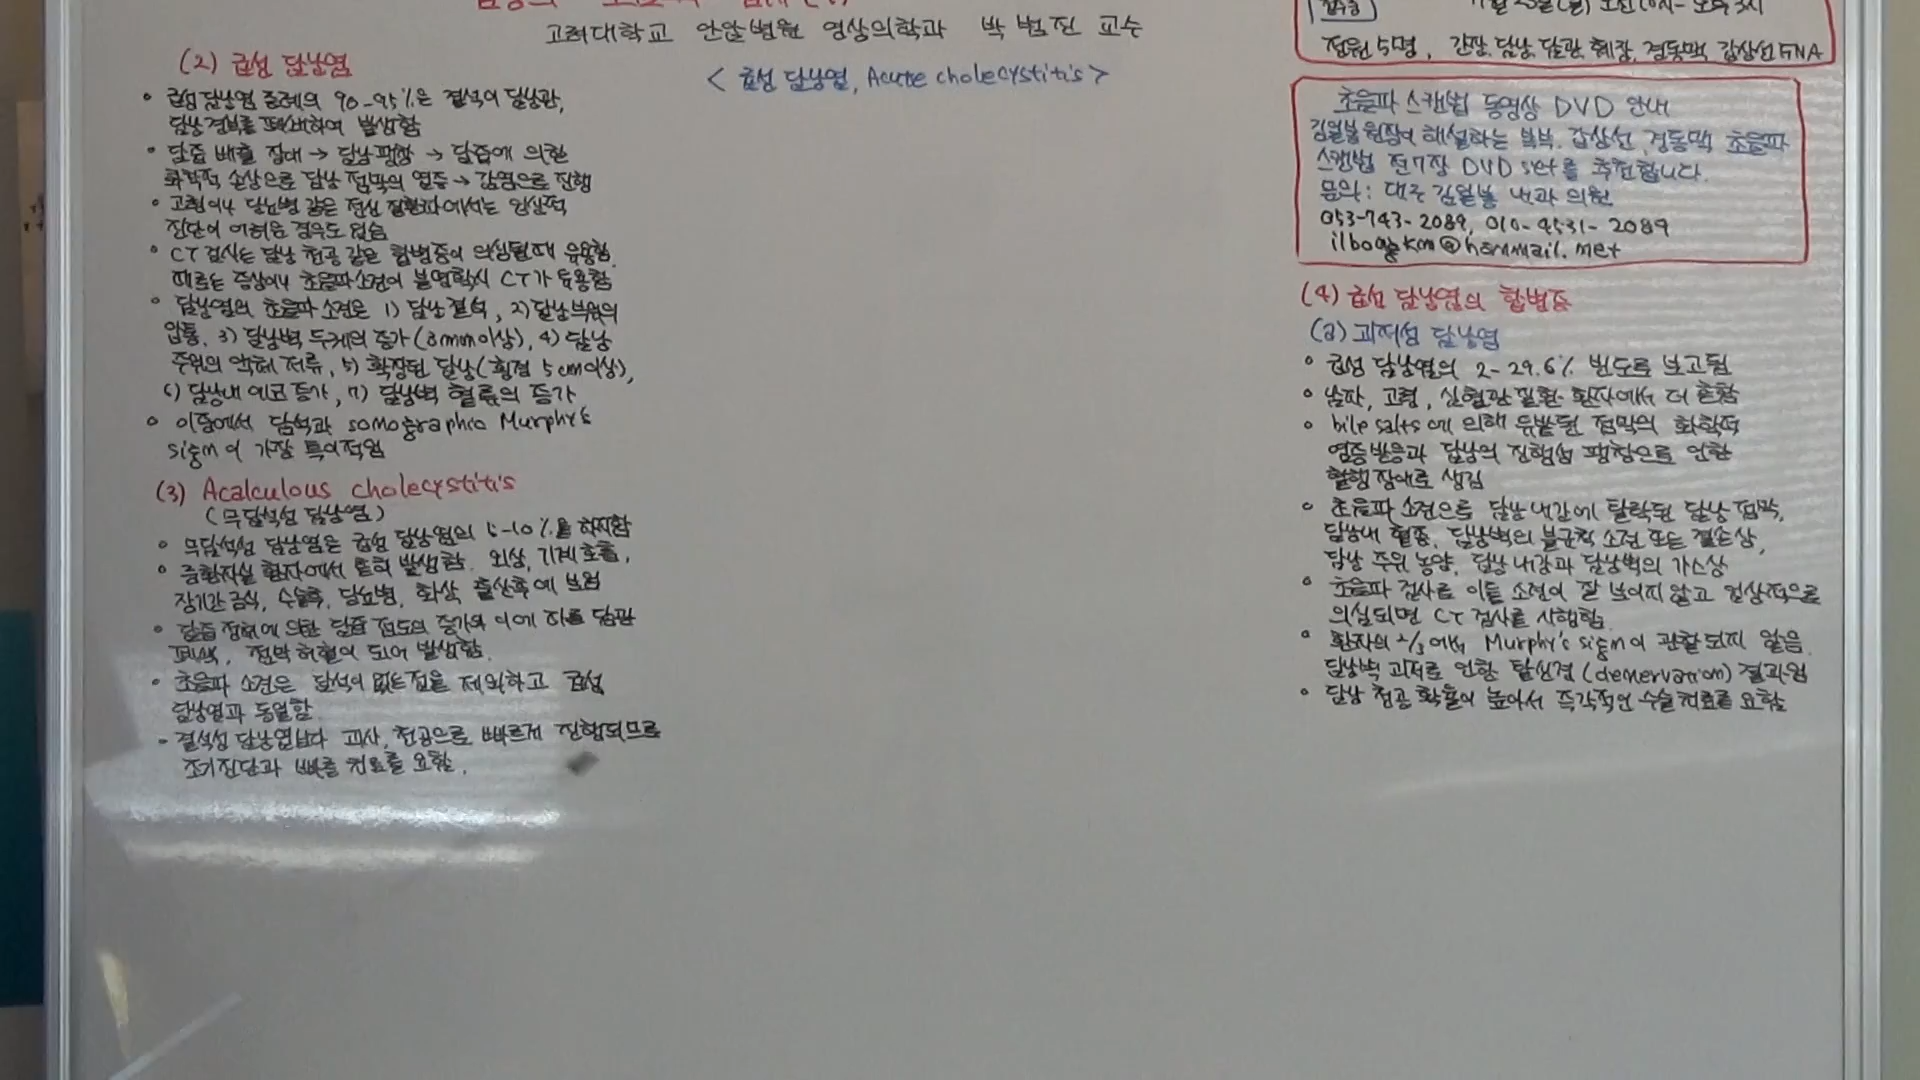 고려대학교 안암병원 영상의학과 박범진 교수
< 급성 담낭염, Acute cholecystitis >
(2) 급성 담낭염
• 급성담낭염 증례의 90-95%은 결석이 담낭관,
담낭경부를 폐쇄하여 발생함
• 담즙 배출 장애 → 담낭팽창 → 담즙에 의한
화학적 손상으로 담낭 점막의 염증 → 감염으로 진행
• 고령이나 당뇨병 같은 전신 질환자에서는 임상적
진단이 어려운 경우도 있음
• CT 검사는 담낭 천공 같은 합병증이 의심될때 유용함.
때로는 증상이나 초음파소견이 불명확시 CT가 유용함
• 담낭염의 초음파 소견은 1) 담낭결석, 2) 담낭부위의
압통, 3) 담낭벽 두께의 증가 (3mm이상), 4) 담낭
주위의 액체 저류, 5) 확장된 담낭 (횡경 5cm이상),
6) 담낭내 에코 증가, 7) 담낭벽 혈류의 증가
• 이중에서 담석과 sonographic Murphy's
sign이 가장 특이적임
(3) Acalculous cholecystitis
(무담석성 담낭염)
• 무담석성 담낭염은 급성 담낭염의 5-10%를 차지함
• 중환자실 환자에서 흔히 발생함. 외상, 기계호흡,
장기간 금식, 수술후, 당뇨병, 화상, 출산후에 보임
• 담즙 정체에 의한 담즙 점도의 증가와 이에 따른 담관
폐색, 점막허혈이 되어 발생함.
• 초음파 소견은 담석이 없는점을 제외하고 급성
담낭염과 동일함.
- 결석성 담낭염보다 괴사, 천공으로 빠르게 진행되므로
조기진단과 빠른 치료를 요함.
정원 5명, 간장, 담낭, 담관, 췌장, 경동맥, 갑상선 FNA
초음파 스캔법 동영상 DVD 안내
김일봉원장이 해설하는 복부, 갑상선, 경동맥 초음파
스캔법 전7장 DVD set를 추천합니다.
문의: 대구 김일봉 내과 의원
053-743-2089, 010-4531-2089
ilbongkm@hanmail.net
(4) 급성 담낭염의 합병증
(a) 괴저성 담낭염
• 급성 담낭염의 2-29.6% 빈도로 보고됨
• 남자, 고령, 심혈관 질환 환자에서 더 흔함
• bile salts에 의해 유발된 점막의 화학적
염증반응과 담낭의 진행성 팽창으로 인한
혈행장애로 생김
• 초음파 소견으로 담낭내강에 탈락된 담낭점막,
담낭내 혈종, 담낭벽의 불규칙 소견 또는 결손상,
담낭 주위 농양, 담낭내강과 담낭벽의 가스상
• 초음파 검사로 이들 소견이 잘 보이지 않고 임상적으로
의심되면 CT 검사를 시행함.
• 환자의 2/3에서 Murphy's sign이 관찰되지 않음.
담낭벽 괴저로 인한 탈신경 (denervation) 결과임
• 담낭 천공 확률이 높아서 즉각적인 수술치료를 요함